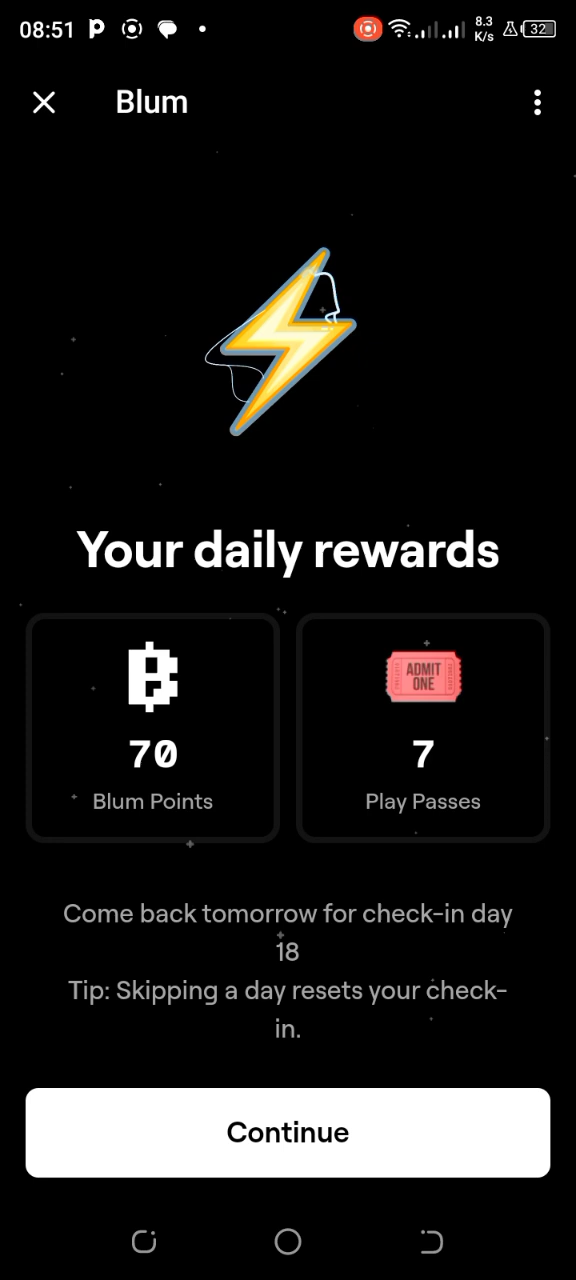 08:51
8.3
K/s
32
Blum
Your daily rewards
ADMIT
ONE
70
7
Blum Points
Play Passes
Come back tomorrow for check-in day
18
Tip: Skipping a day resets your check-
in.
Continue